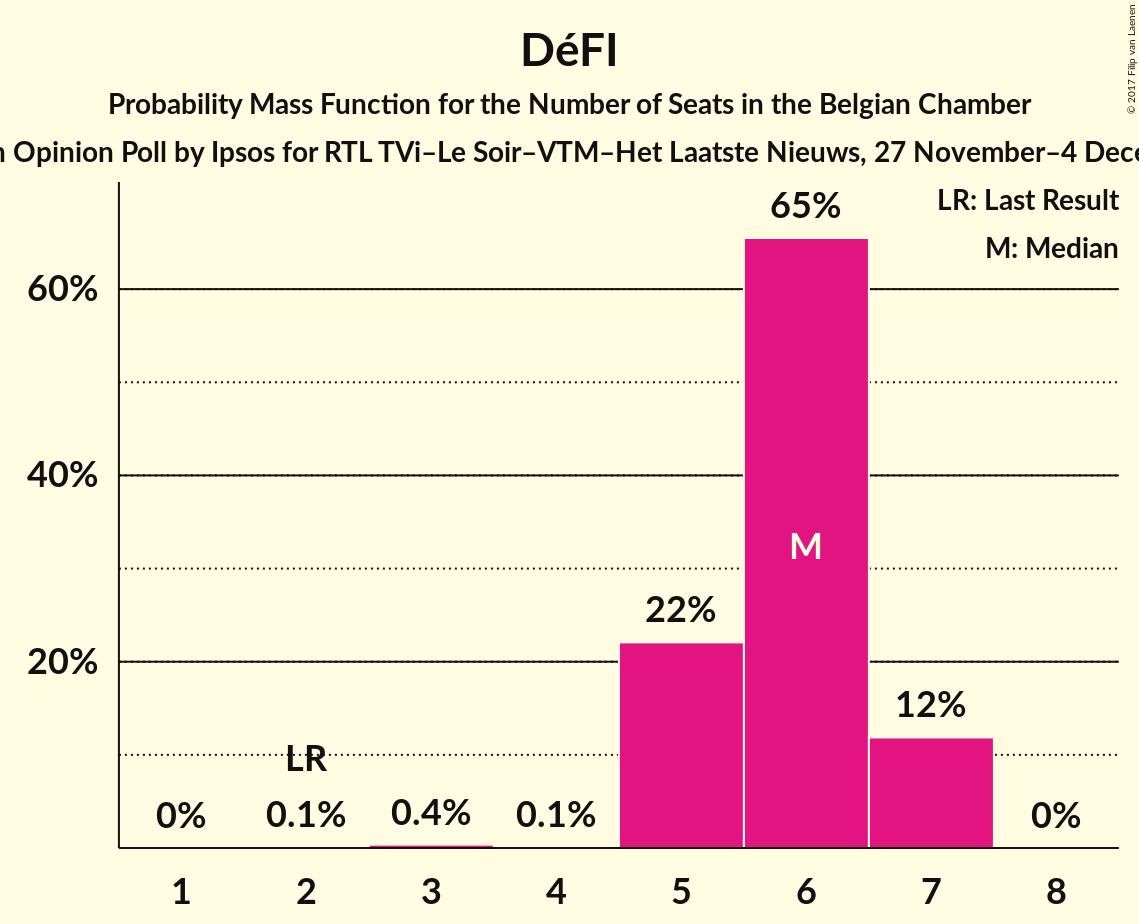 DéFI
Probability Mass Function for the Number of Seats in the Belgian Chamber
Opinion Poll by Ipsos for RTL TVi–Le Soir–VTM–Het Laatste Nieuws, 27 November–4
© 2017 Filip van Laenen
LR: Last Result
M: Median
65%
60%
40%
M
22%
20%
12%
LR
0%
0.1%
0.4%
0.1%
0%
1 2 3 4 5 6 7 8